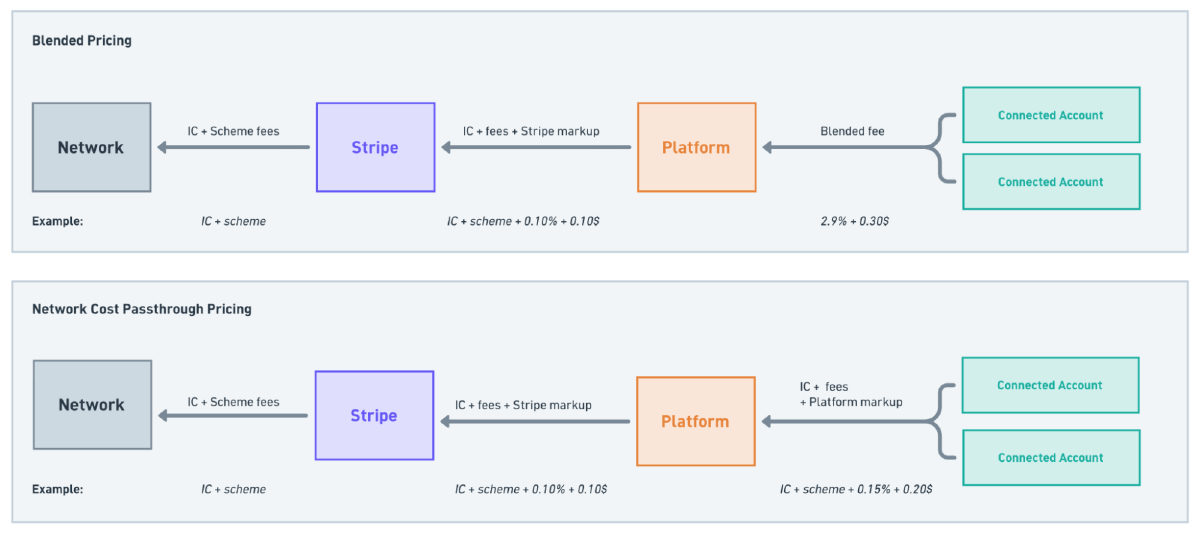 Blended Pricing
Network
IC + Scheme fees
Stripe
IC + fees + Stripe markup
Platform
Blended fee
Connected Account
Connected Account
Example:
IC + scheme
IC + scheme + 0.10% + 0.10$
2.9% + 0.30$
Network Cost Passthrough Pricing
Network
IC + Scheme fees
Stripe
IC + fees + Stripe markup
Platform
IC + fees
+ Platform markup
Connected Account
Connected Account
Example:
IC + scheme
IC + scheme + 0.10% + 0.10$
IC + scheme + 0.15% + 0.20$